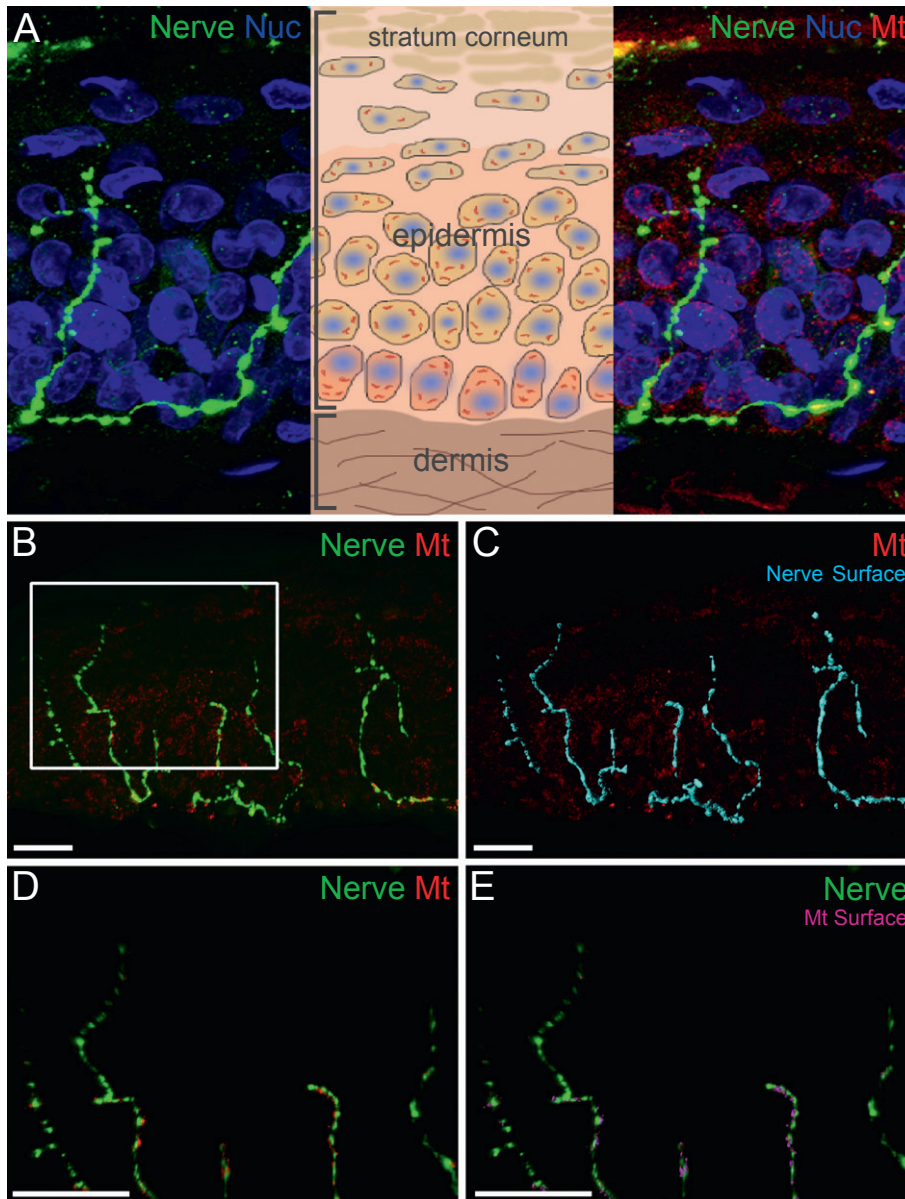 A
Nerve Nuc
stratum corneum
epidermis
dermis
Nerve Nuc Mt
B
Nerve Mt
C
Mt
Nerve Surface
D
Nerve Mt
E
Nerve
Mt Surface